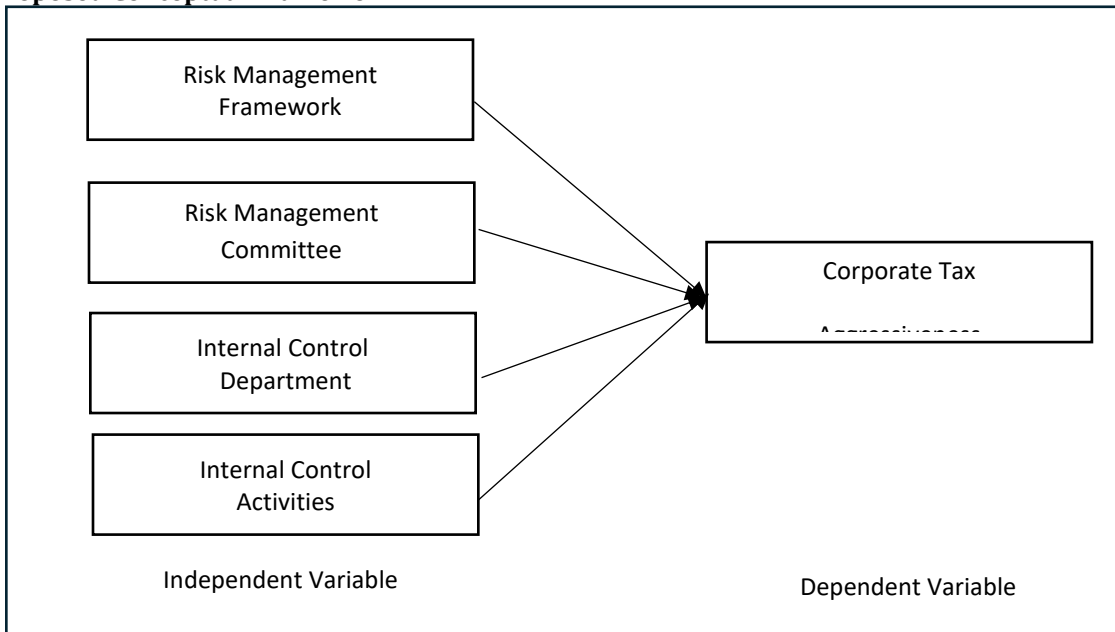 Risk Management
Framework
Risk Management
Committee
Internal Control
Department
Internal Control
Activities
Corporate Tax
Independent Variable
Dependent Variable